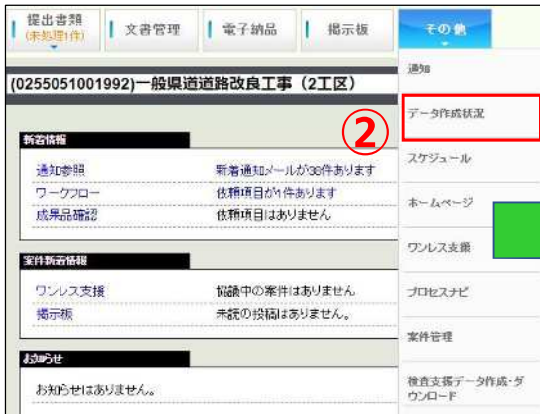 提出書類
(未処理1件)
文書管理
電子納品
掲示板
その他
(0255051001992)一般県道道路改良工事（2工区）
新着情報
通知参照 新着通知メールが38件あります
ワークフロー 依頼項目が1件あります
成果品確認 依頼項目はありません
案件新着情報
ワンレス支援 協議中の案件はありません
掲示板 未読の投稿はありません。
お知らせ
お知らせはありません。
②
通知
データ作成状況
スケジュール
ホームページ
ワンレス支援
プロセスナビ
案件管理
検査支援データ作成・ダ
ウンロード